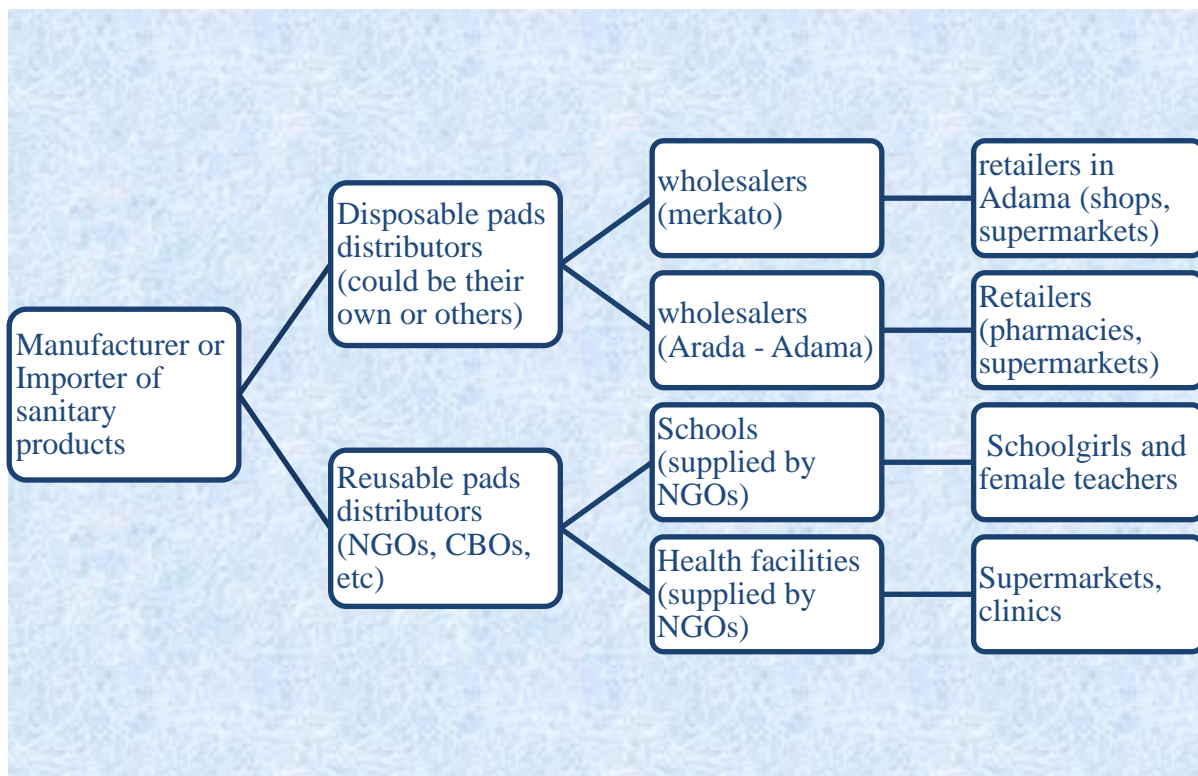 Manufacturer or
Importer of
sanitary
products
Disposable pads
distributors
(could be their
own or others)
wholesalers
(merkato)
retailers in
Adama (shops,
supermarkets)
wholesalers
(Arada - Adama)
Retailers
(pharmacies,
supermarkets)
Reusable pads
distributors
(NGOs, CBOs,
etc)
Schools
(supplied by
NGOs)
Schoolgirls and
female teachers
Health facilities
(supplied by
NGOs)
Supermarkets,
clinics